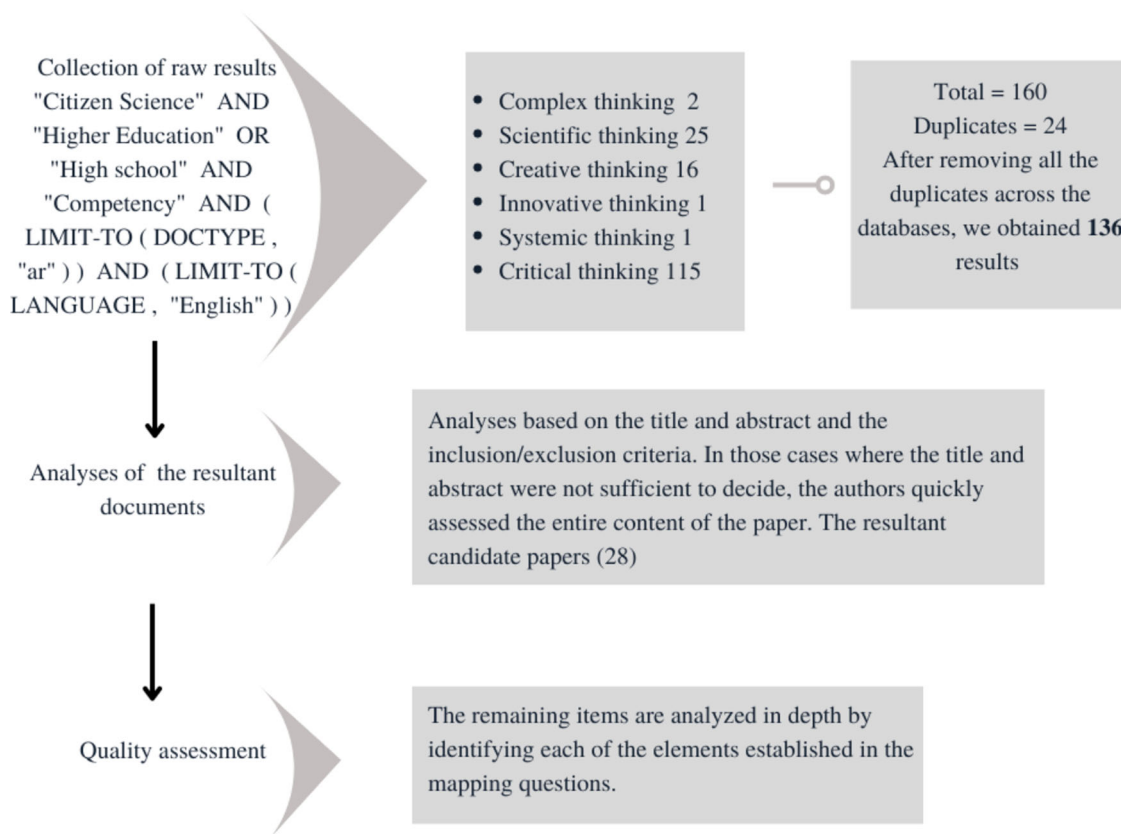 Collection of raw results
"Citizen Science" AND
"Higher Education" OR
"High school" AND
"Competency" AND (
LIMIT-TO ( DOCTYPE ,
"ar" ) ) AND ( LIMIT-TO (
LANGUAGE , "English" ) )
• Complex thinking 2
• Scientific thinking 25
• Creative thinking 16
• Innovative thinking 1
• Systemic thinking 1
• Critical thinking 115
Total = 160
Duplicates = 24
After removing all the
duplicates across the
databases, we obtained 136
results
Analyses of the resultant
documents
Analyses based on the title and abstract and the
inclusion/exclusion criteria. In those cases where the title and
abstract were not sufficient to decide, the authors quickly
assessed the entire content of the paper. The resultant
candidate papers (28)
Quality assessment
The remaining items are analyzed in depth by
identifying each of the elements established in the
mapping questions.